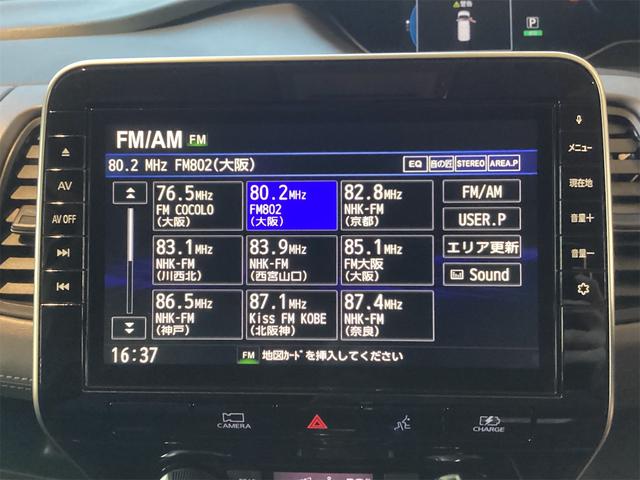 警告
P
FM/AM FM
80.2 MHz FM802(大阪)
EQ 音の匠 STEREO AREA.P
76.5MHz
FM COCOLO
(大阪)
80.2MHz
FM802
(大阪)
82.8MHz
NHK-FM
(京都)
FM/AM
USER.P
エリア更新
Sound
83.1MHz
NHK-FM
(川西北)
83.9MHz
NHK-FM
(西宮山口)
85.1MHz
FM大阪
(大阪)
86.5MHz
NHK-FM
(神戸)
87.1MHz
Kiss FM KOBE
(北阪神)
87.4MHz
NHK-FM
(奈良)
16:37
FM 地図ｶｰﾄﾞを挿入してください
AV
AV OFF
メニュー
現在地
音量＋
音量－
CAMERA
CHARGE